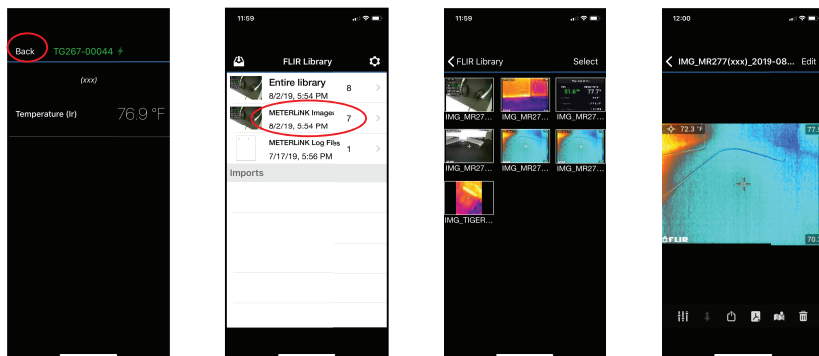 Back TG267-00044
(xxx)
Temperature (Ir) 76.9 °F
11:59
FLIR Library
Entire library 8
8/2/19, 5:54 PM
METERLiNK Images 7
8/2/19, 5:54 PM
METERLiNK Log Files 1
7/17/19, 5:56 PM
Imports
11:59
FLIR Library Select
IMG_MR27... IMG_MR27... IMG_MR27...
IMG_MR27... IMG_MR27... IMG_MR27...
IMG_TIGER...
12:00
IMG_MR277(xxx)_2019-08... Edit
72.3 °F 77.9
FLIR